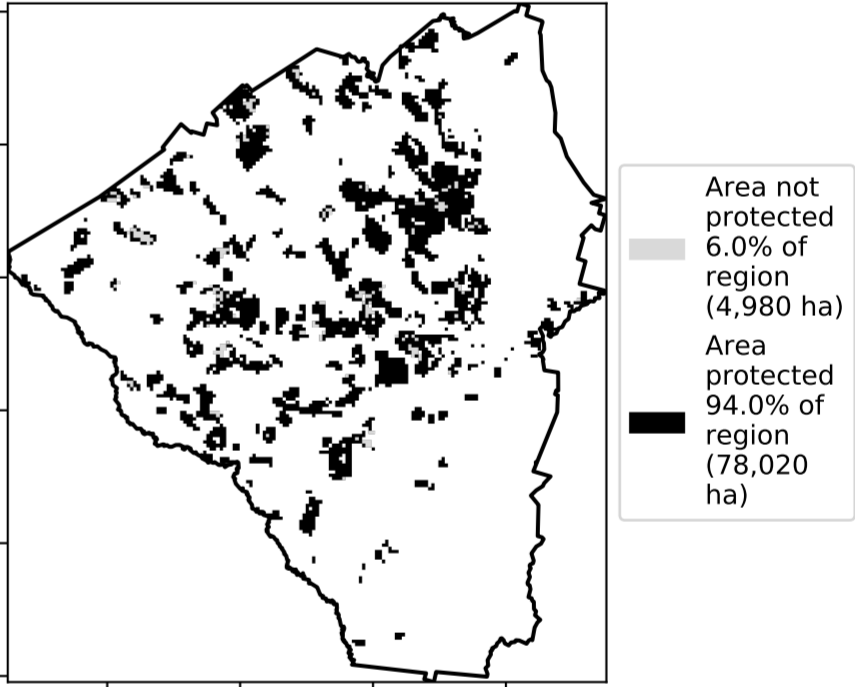 Area not
protected
6.0% of
region
(4,980 ha)
Area
protected
94.0% of
region
(78,020
ha)